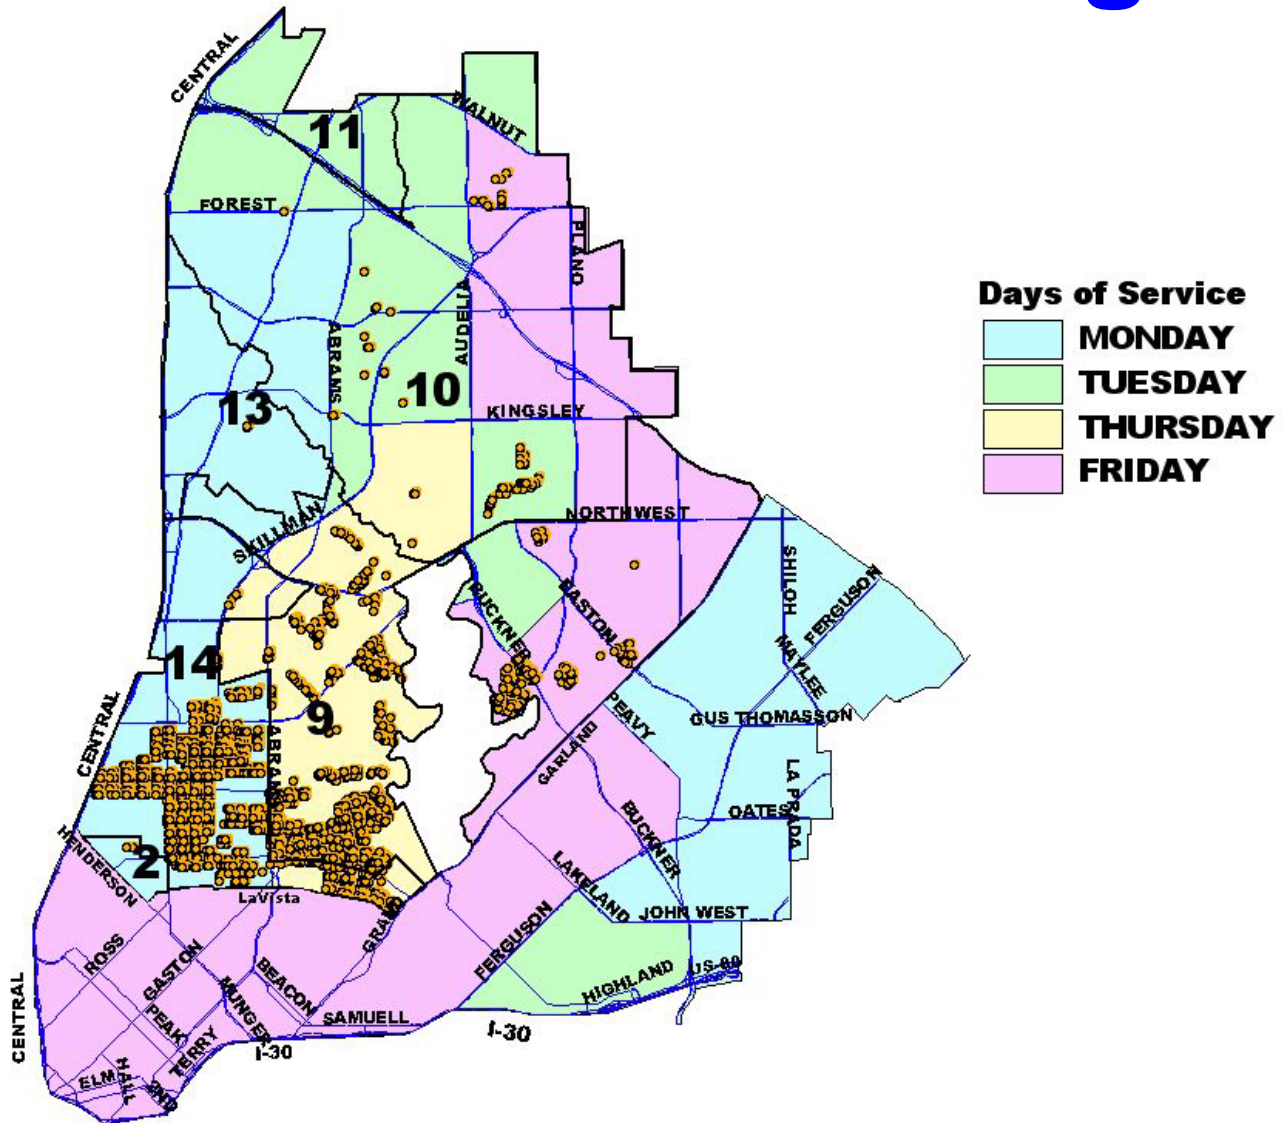 CENTRAL
WALNUT
11
FOREST
PLANO
Days of Service
MONDAY
TUESDAY
THURSDAY
FRIDAY
AUDELIA
ABRAMS
10
13
KINGSLEY
NORTHWEST
SKILLMAN
SHILOH
FERGUSON
BUCKNER
EASTON
MAYLEE
14
9
CENTRAL
PEAVY
GUS THOMASSON
ABRAMS
GARLAND
LA PRADA
OATES
BUCKNER
HENDERSON
2
LAKELAND
LaVista
JOHN WEST
GRAND
FERGUSON
ROSS
GASTON
BEACON
HIGHLAND
US-80
MUNGER
PEAK
SAMUELL
CENTRAL
TERRY
I-30
I-30
ELM
HALL
2ND